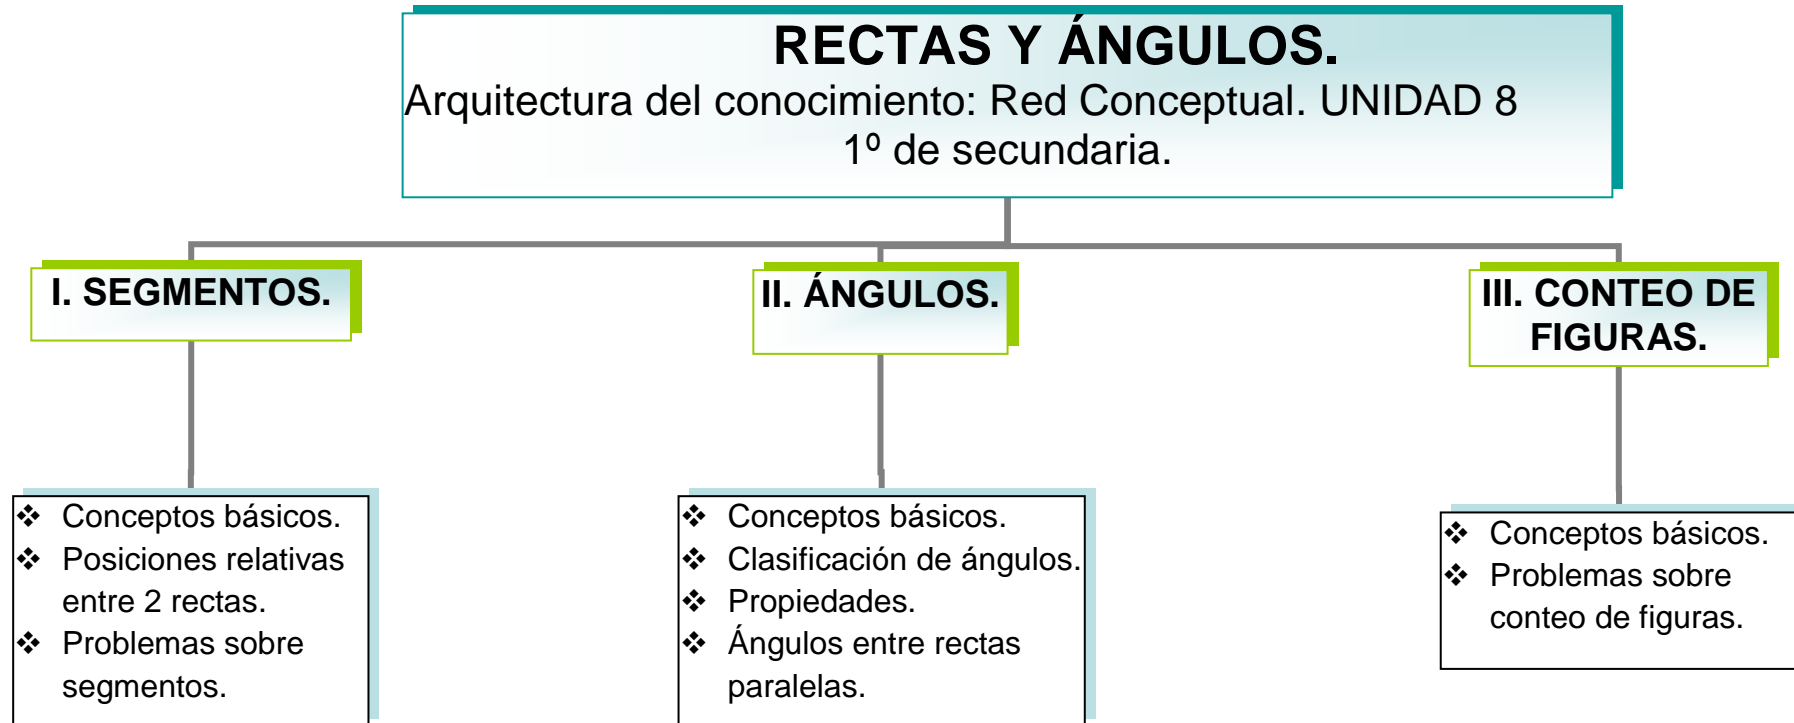 RECTAS Y ÁNGULOS.
Arquitectura del conocimiento: Red Conceptual. UNIDAD 8
1º de secundaria.
I. SEGMENTOS.
II. ÁNGULOS.
III. CONTEO DE
FIGURAS.
❖ Conceptos básicos.
❖ Posiciones relativas
entre 2 rectas.
❖ Problemas sobre
segmentos.
❖ Conceptos básicos.
❖ Clasificación de ángulos.
❖ Propiedades.
❖ Ángulos entre rectas
paralelas.
❖ Conceptos básicos.
❖ Problemas sobre
conteo de figuras.